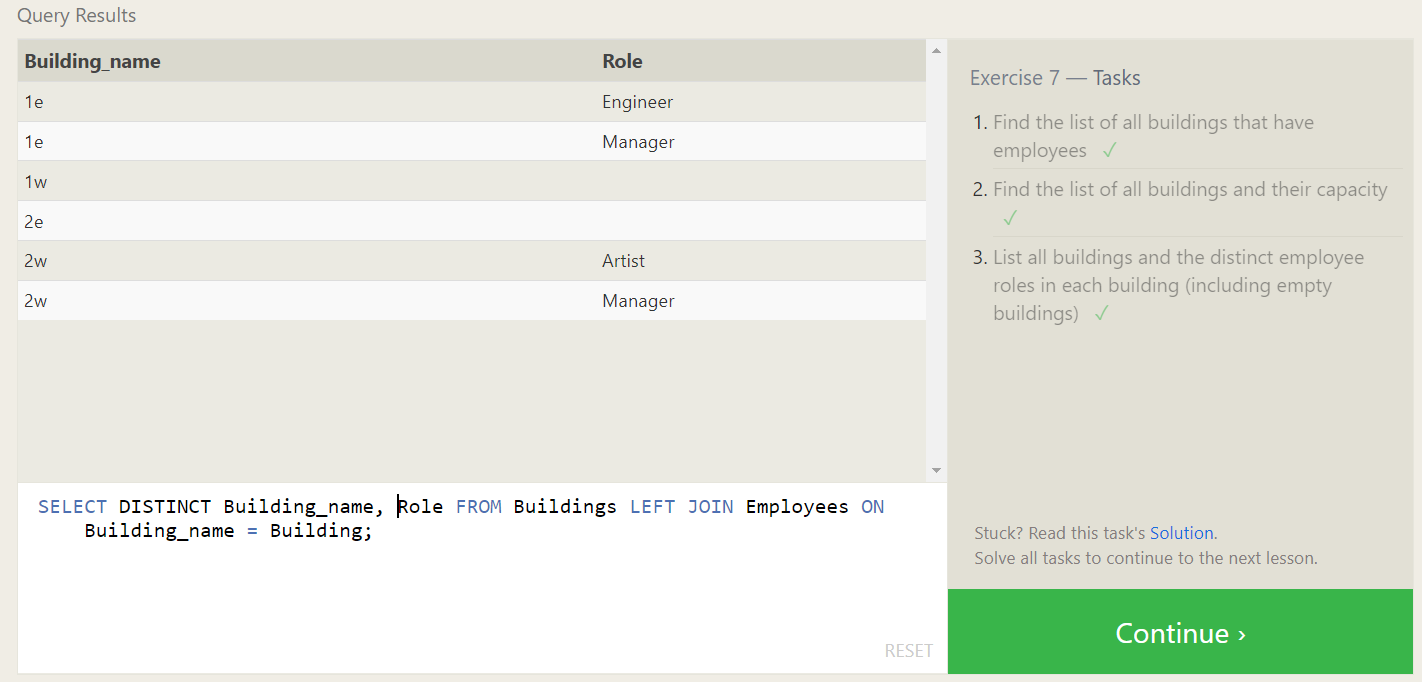 Query Results
Building_name Role
1e Engineer
1e Manager
1w
2e
2w Artist
2w Manager
SELECT DISTINCT Building_name, Role FROM Buildings LEFT JOIN Employees ON
Building_name = Building;
RESET
Exercise 7 — Tasks
1. Find the list of all buildings that have
employees ✓
2. Find the list of all buildings and their capacity
✓
3. List all buildings and the distinct employee
roles in each building (including empty
buildings) ✓
Stuck? Read this task's Solution.
Solve all tasks to continue to the next lesson.
Continue ›